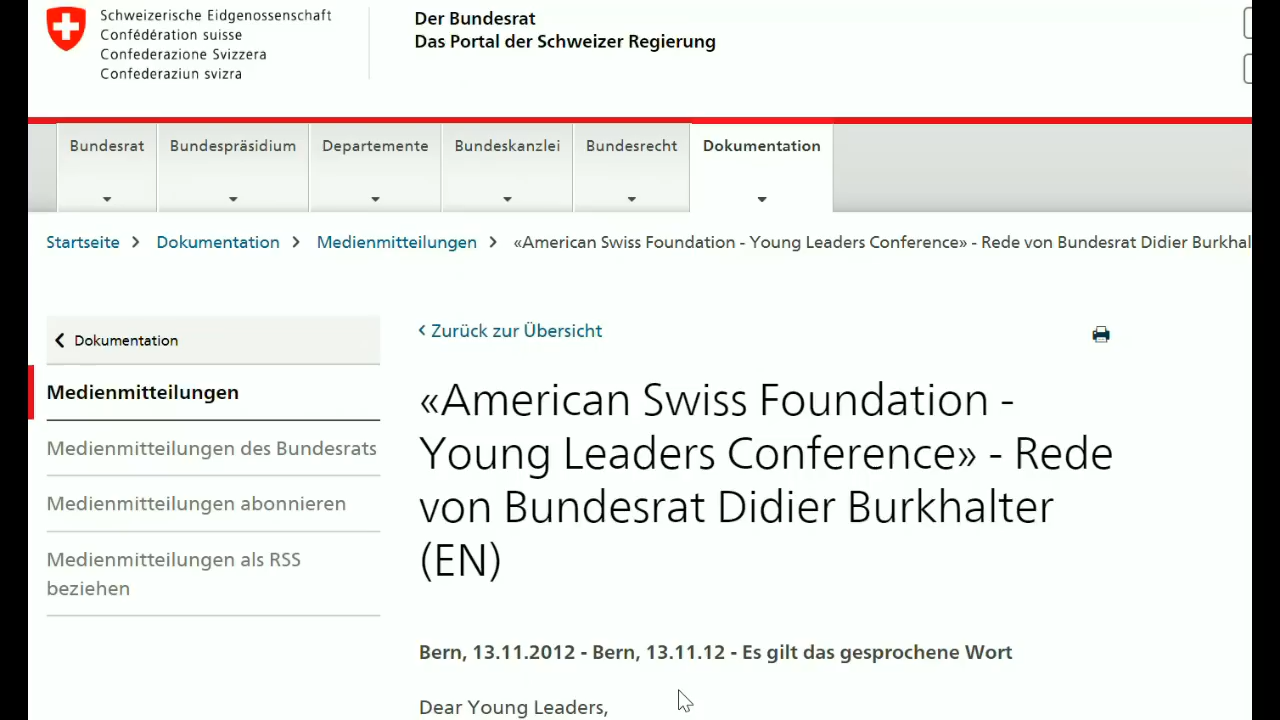 Schweizerische Eidgenossenschaft
Confédération suisse
Confederazione Svizzera
Confederaziun svizra
Der Bundesrat
Das Portal der Schweizer Regierung
Bundesrat
Bundespräsidium
Departemente
Bundeskanzlei
Bundesrecht
Dokumentation
Startseite > Dokumentation > Medienmitteilungen > «American Swiss Foundation - Young Leaders Conference» - Rede von Bundesrat Didier Burkhal
Dokumentation
Medienmitteilungen
Medienmitteilungen des Bundesrats
Medienmitteilungen abonnieren
Medienmitteilungen als RSS
beziehen
‹ Zurück zur Übersicht
«American Swiss Foundation -
Young Leaders Conference» - Rede
von Bundesrat Didier Burkhalter
(EN)
Bern, 13.11.2012 - Bern, 13.11.12 - Es gilt das gesprochene Wort
Dear Young Leaders,